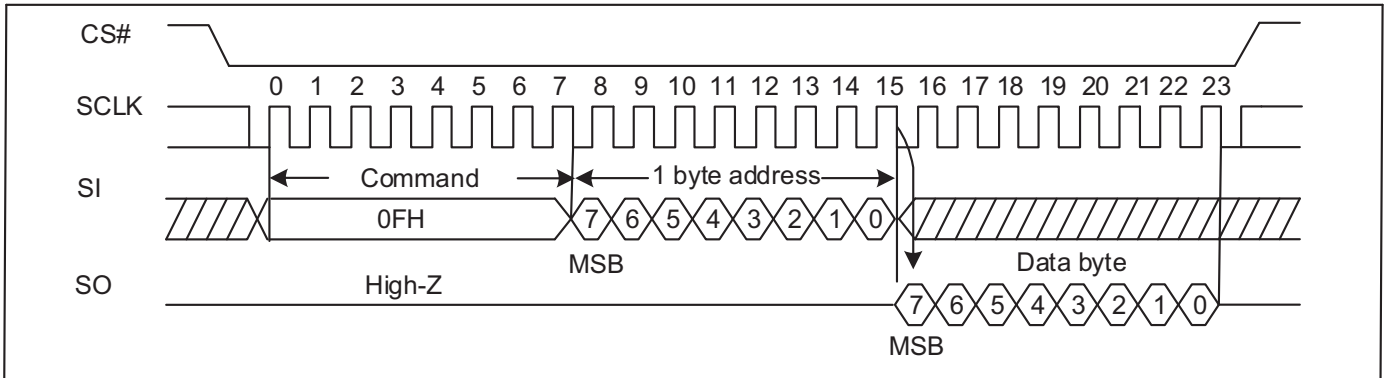 CS#
0 1 2 3 4 5 6 7 8 9 10 11 12 13 14 15 16 17 18 19 20 21 22 23
SCLK
Command 1 byte address
SI
0FH 7 6 5 4 3 2 1 0
MSB Data byte
SO High-Z
7 6 5 4 3 2 1 0
MSB